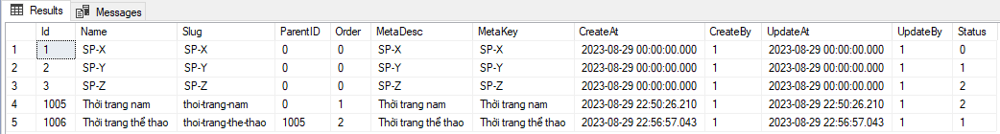 Results Messages
Id Name Slug ParentID Order MetaDesc MetaKey CreateAt CreateBy UpdateAt UpdateBy Status
1 1 SP-X SP-X 0 0 SP-X SP-X 2023-08-29 00:00:00.000 1 2023-08-29 00:00:00.000 1 0
2 2 SP-Y SP-Y 0 0 SP-Y SP-Y 2023-08-29 00:00:00.000 1 2023-08-29 00:00:00.000 1 1
3 3 SP-Z SP-Z 0 0 SP-Z SP-Z 2023-08-29 00:00:00.000 1 2023-08-29 00:00:00.000 1 2
4 1005 Thời trang nam thoi-trang-nam 0 1 Thời trang nam Thời trang nam 2023-08-29 22:50:26.210 1 2023-08-29 22:50:26.210 1 2
5 1006 Thời trang thể thao thoi-trang-the-thao 1005 2 Thời trang thể thao Thời trang thể thao 2023-08-29 22:56:57.043 1 2023-08-29 22:56:57.043 1 1